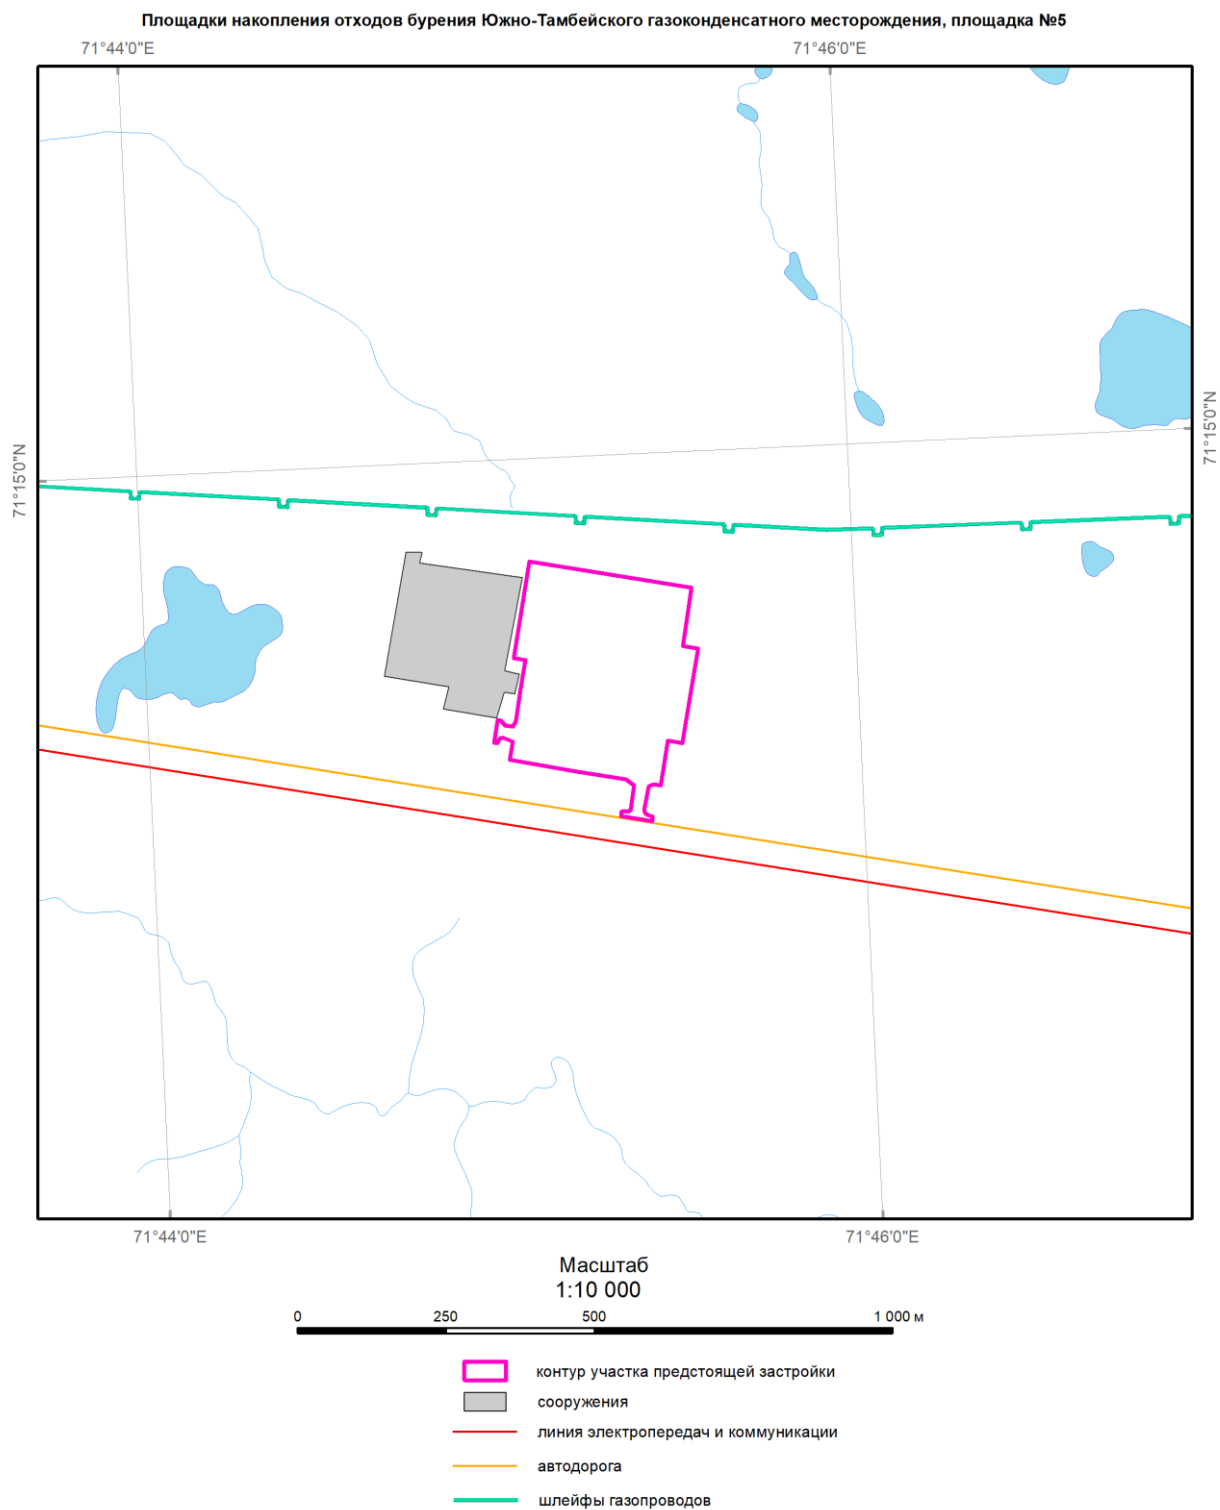 Площадки накопления отходов бурения Южно-Тамбейского газоконденсатного месторождения, площадка №5
71°44'0"E
71°46'0"E
71°15'0"N
71°15'0"N
71°44'0"E
71°46'0"E
Масштаб
1:10 000
0 250 500 1 000 м
контур участка предстоящей застройки
сооружения
линия электропередач и коммуникации
автодорога
шлейфы газопроводов